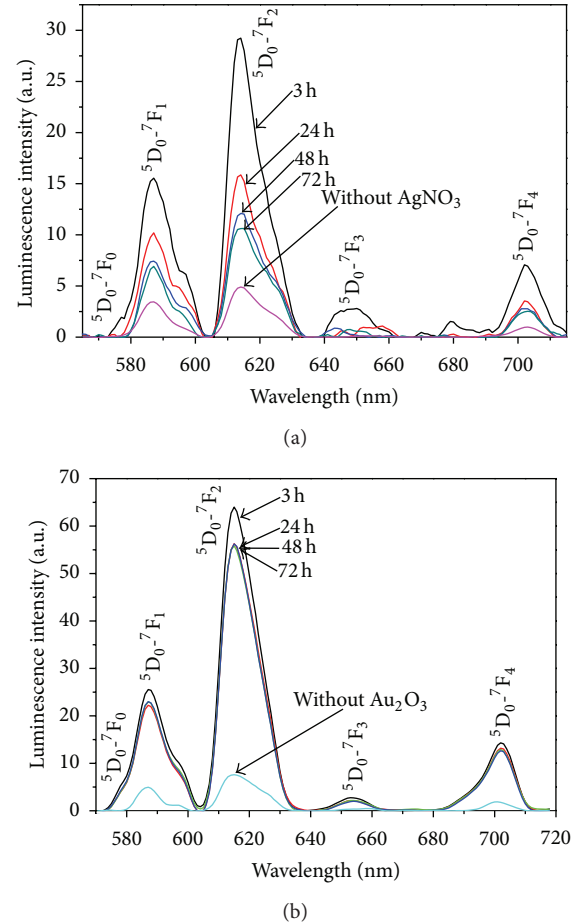 30
25
20
15
10
5
0
Luminescence intensity (a.u.)
⁵D₀-⁷F₀
⁵D₀-⁷F₁
⁵D₀-⁷F₂
3 h
24 h
48 h
72 h
Without AgNO₃
⁵D₀-⁷F₃
⁵D₀-⁷F₄
580 600 620 640 660 680 700
Wavelength (nm)
(a)
70
60
50
40
30
20
10
0
Luminescence intensity (a.u.)
⁵D₀-⁷F₀
⁵D₀-⁷F₁
⁵D₀-⁷F₂
3 h
24 h
48 h
72 h
Without Au₂O₃
⁵D₀-⁷F₃
⁵D₀-⁷F₄
580 600 620 640 660 680 700 720
Wavelength (nm)
(b)